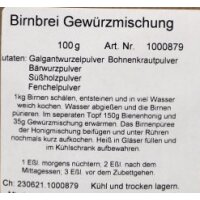 Birnbrei Gewürzmischung
100 g Art. Nr. 1000879
utaten: Galgantwurzelpulver Bohnenkrautpulver
Bärwurzpulver
Süßholzpulver
Fenchelpulver
1kg Birnen schälen, entsteinen und in viel Wasser
weich kochen. Wasser abgießen und die Birnen
pürieren. Im seperaten Topf 150g Bienenhonig und
35g Gewürzmischung erwärmen. Das Birnenpüree
der Honigmischung beifügen und unter Rühren
nochmals kurz aufkochen. Heiß in Gläser füllen und
im Kühlschrank aufbewahren.
1 Eßl. morgens nüchtern; 2 Eßl. nach dem
Mittagessen; 3 Eßl. vor dem Zubettgehen.
Ch: 230621.1000879 Kühl und trocken lagern.